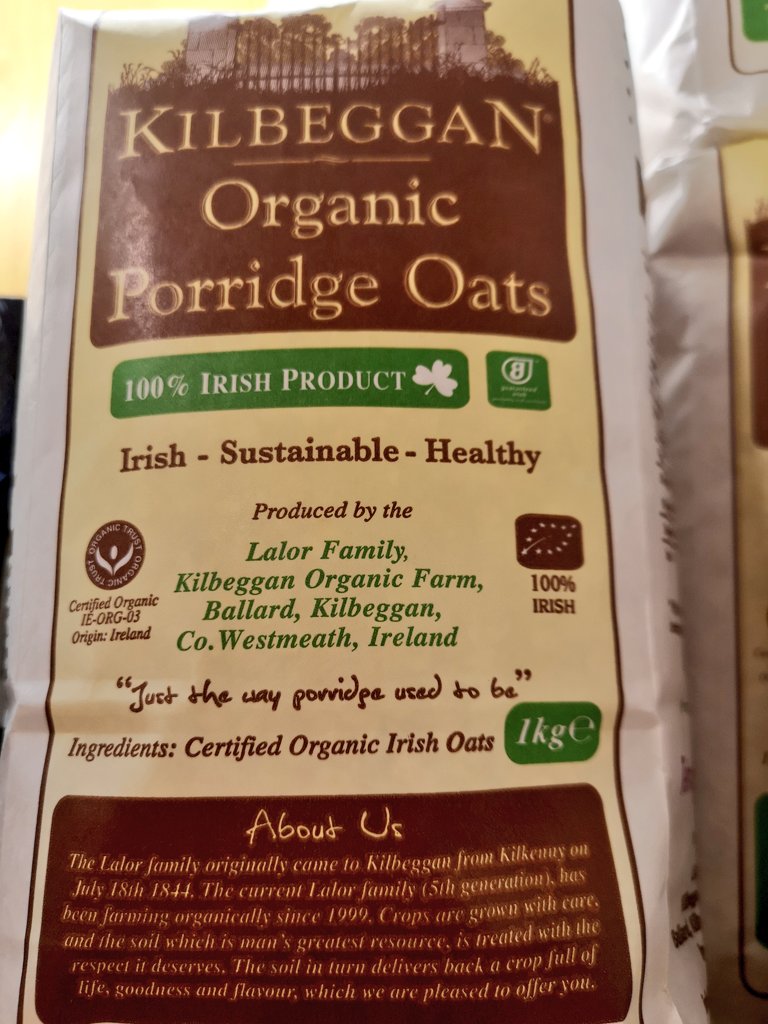 KILBEGGAN
Organic
Porridge Oats
100% IRISH PRODUCT
Irish - Sustainable - Healthy
Produced by the
Lalor Family,
Kilbeggan Organic Farm,
Ballard, Kilbeggan,
Co. Westmeath, Ireland
ORGANIC TRUST ORGANIC TRUST
Certified Organic
IE-ORG-03
Origin: Ireland
100%
IRISH
“Just the way porridge used to be”
Ingredients: Certified Organic Irish Oats
1kg℮
About Us
The Lalor family originally came to Kilbeggan from Kilkenny on
July 18th 1844. The current Lalor family (5th generation), has
been farming organically since 1999. Crops are grown with care,
and the soil which is man's greatest resource, is treated with the
respect it deserves. The soil in turn delivers back a crop full of
life, goodness and flavour, which we are pleased to offer you.